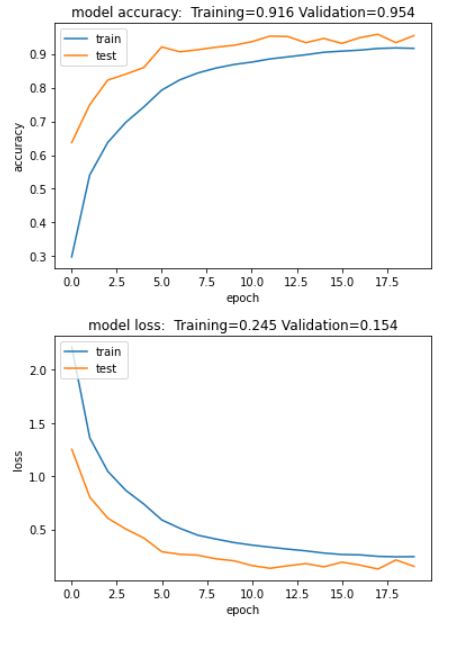 model accuracy: Training=0.916 Validation=0.954
train
test
accuracy
0.9
0.8
0.7
0.6
0.5
0.4
0.3
0.0 2.5 5.0 7.5 10.0 12.5 15.0 17.5
epoch
model loss: Training=0.245 Validation=0.154
train
test
loss
2.0
1.5
1.0
0.5
0.0 2.5 5.0 7.5 10.0 12.5 15.0 17.5
epoch